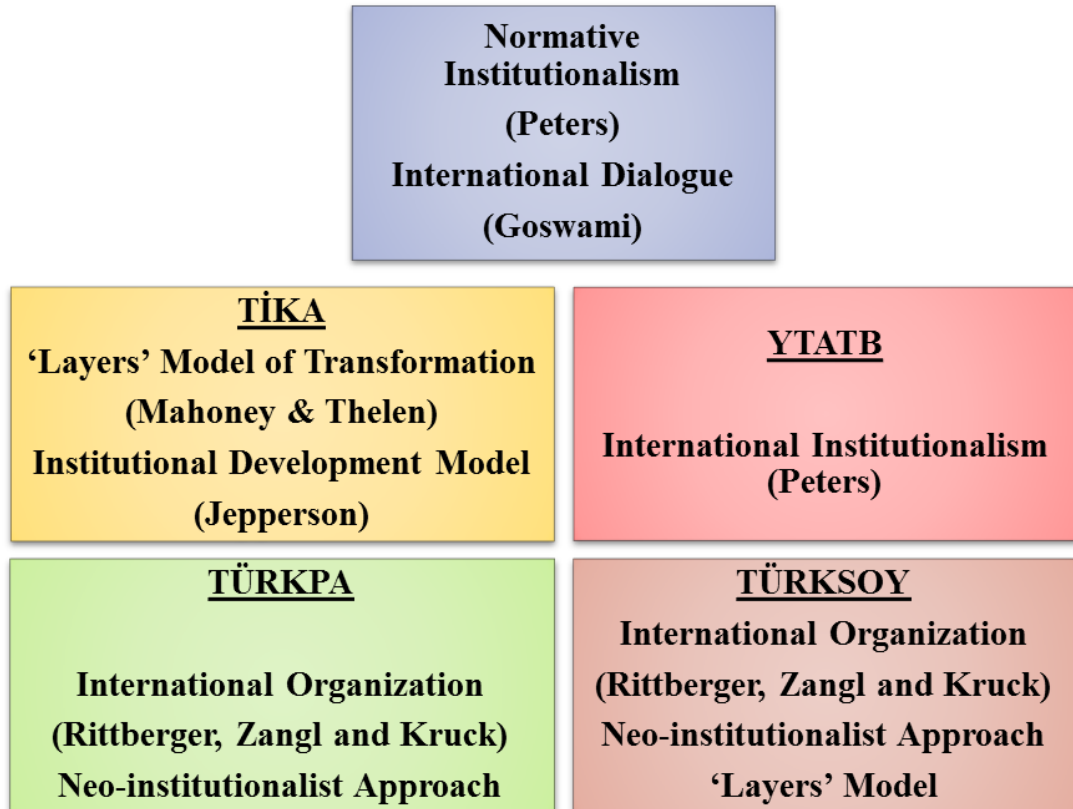 Normative
Institutionalism
(Peters)
International Dialogue
(Goswami)
TİKA
‘Layers’ Model of Transformation
(Mahoney & Thelen)
Institutional Development Model
(Jepperson)
YTATB
International Institutionalism
(Peters)
TÜRKPA
International Organization
(Rittberger, Zangl and Kruck)
Neo-institutionalist Approach
TÜRKSOY
International Organization
(Rittberger, Zangl and Kruck)
Neo-institutionalist Approach
‘Layers’ Model